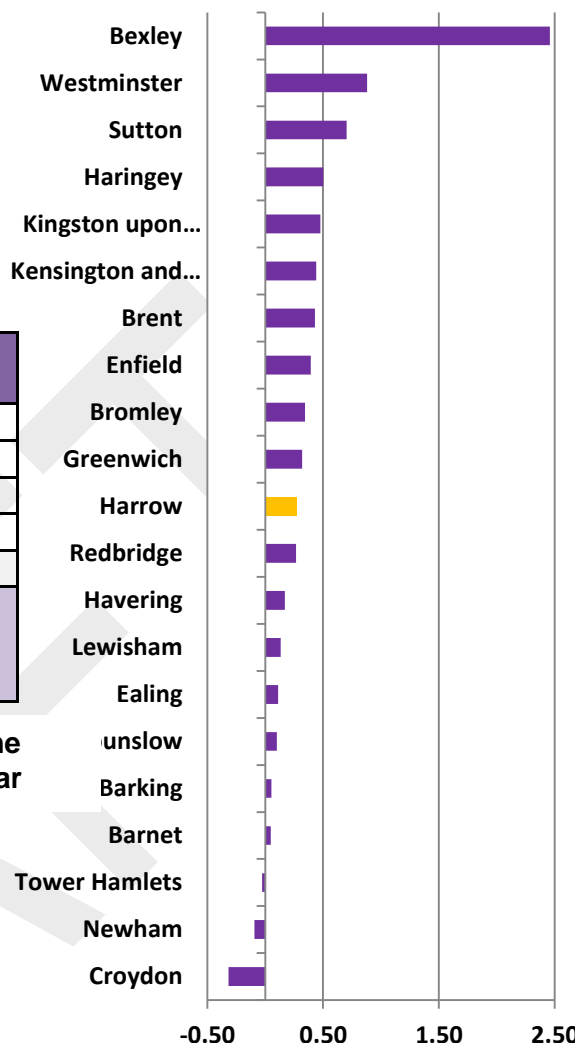 Bexley
Westminster
Sutton
Haringey
Kingston upon...
Kensington and...
Brent
Enfield
Bromley
Greenwich
Harrow
Redbridge
Havering
Lewisham
Ealing
unslow
Barking
Barnet
Tower Hamlets
Newham
Croydon
-0.50 0.50 1.50 2.50